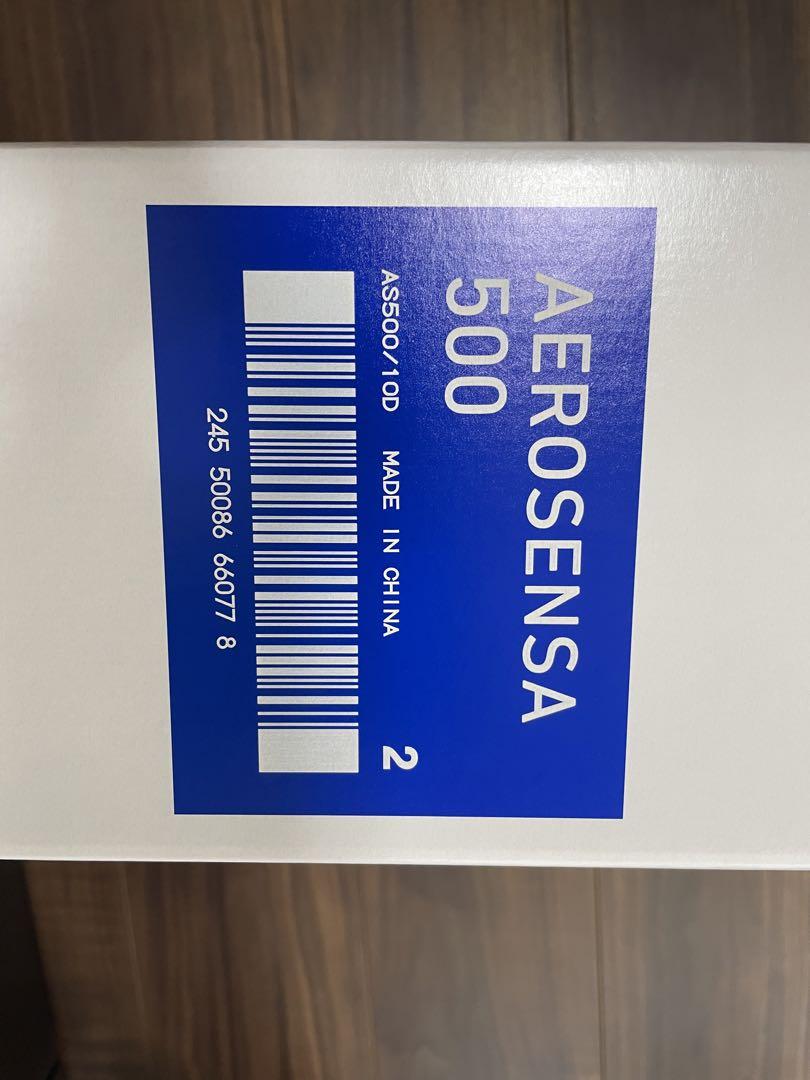 AEROSENSA
500
AS500/10D MADE IN CHINA 2
245 50086 66077 8